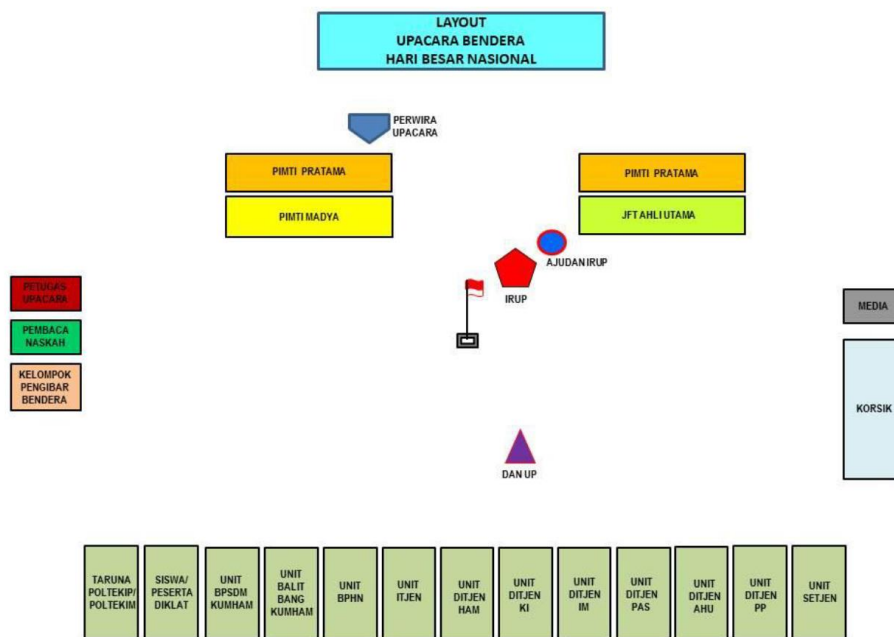 LAYOUT
UPACARA BENDERA
HARI BESAR NASIONAL
PERWIRA
UPACARA
PIMTI PRATAMA
PIMTI PRATAMA
PIMTI MADYA
JFT AHLI UTAMA
AJUDAN IRUP
IRUP
PETUGAS
UPACARA
PEMBACA
NASKAH
KELOMPOK
PENGIBAR
BENDERA
MEDIA
KORSIK
DAN UP
TARUNA
POLTEKIP/
POLTEKIM
SISWA/
PESERTA
DIKLAT
UNIT
BPSDM
KUMHAM
UNIT
BALIT
BANG
KUMHAM
UNIT
BPHN
UNIT
ITJEN
UNIT
DITJEN
HAM
UNIT
DITJEN
KI
UNIT
DITJEN
IM
UNIT
DITJEN
PAS
UNIT
DITJEN
AHU
UNIT
DITJEN
PP
UNIT
SETJEN